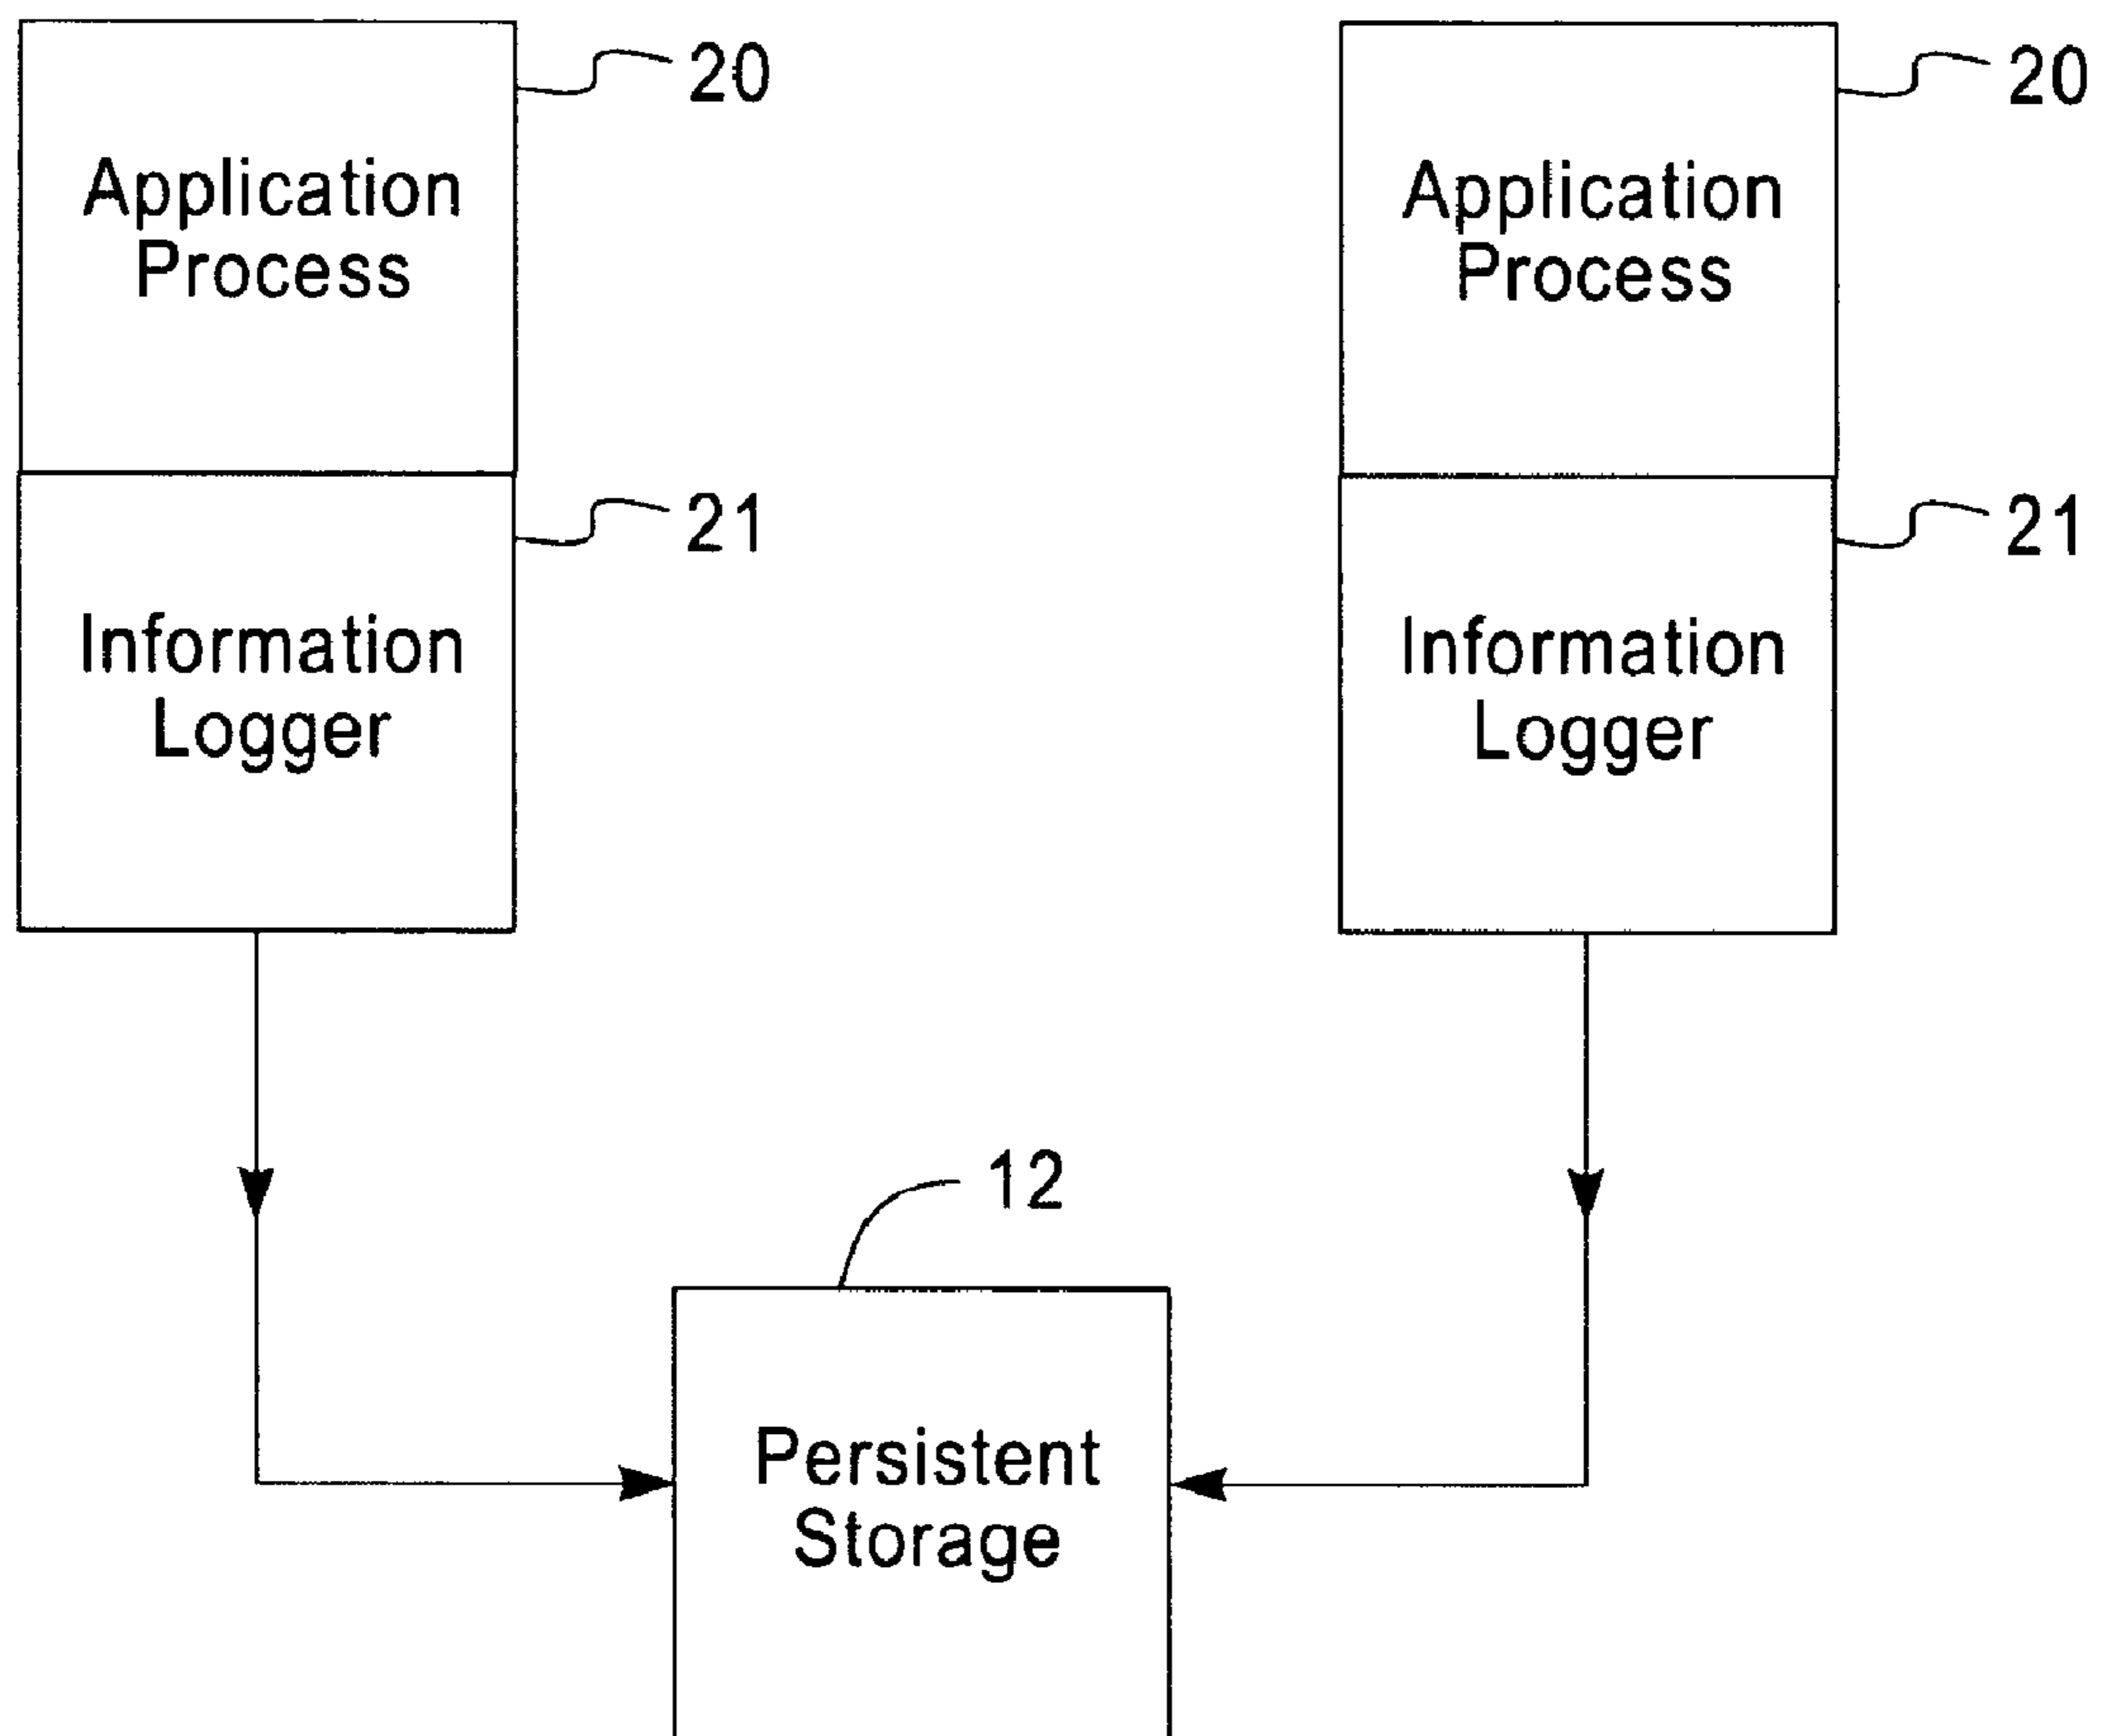 20
Application
Process
21
Information
Logger
20
Application
Process
21
Information
Logger
12
Persistent
Storage